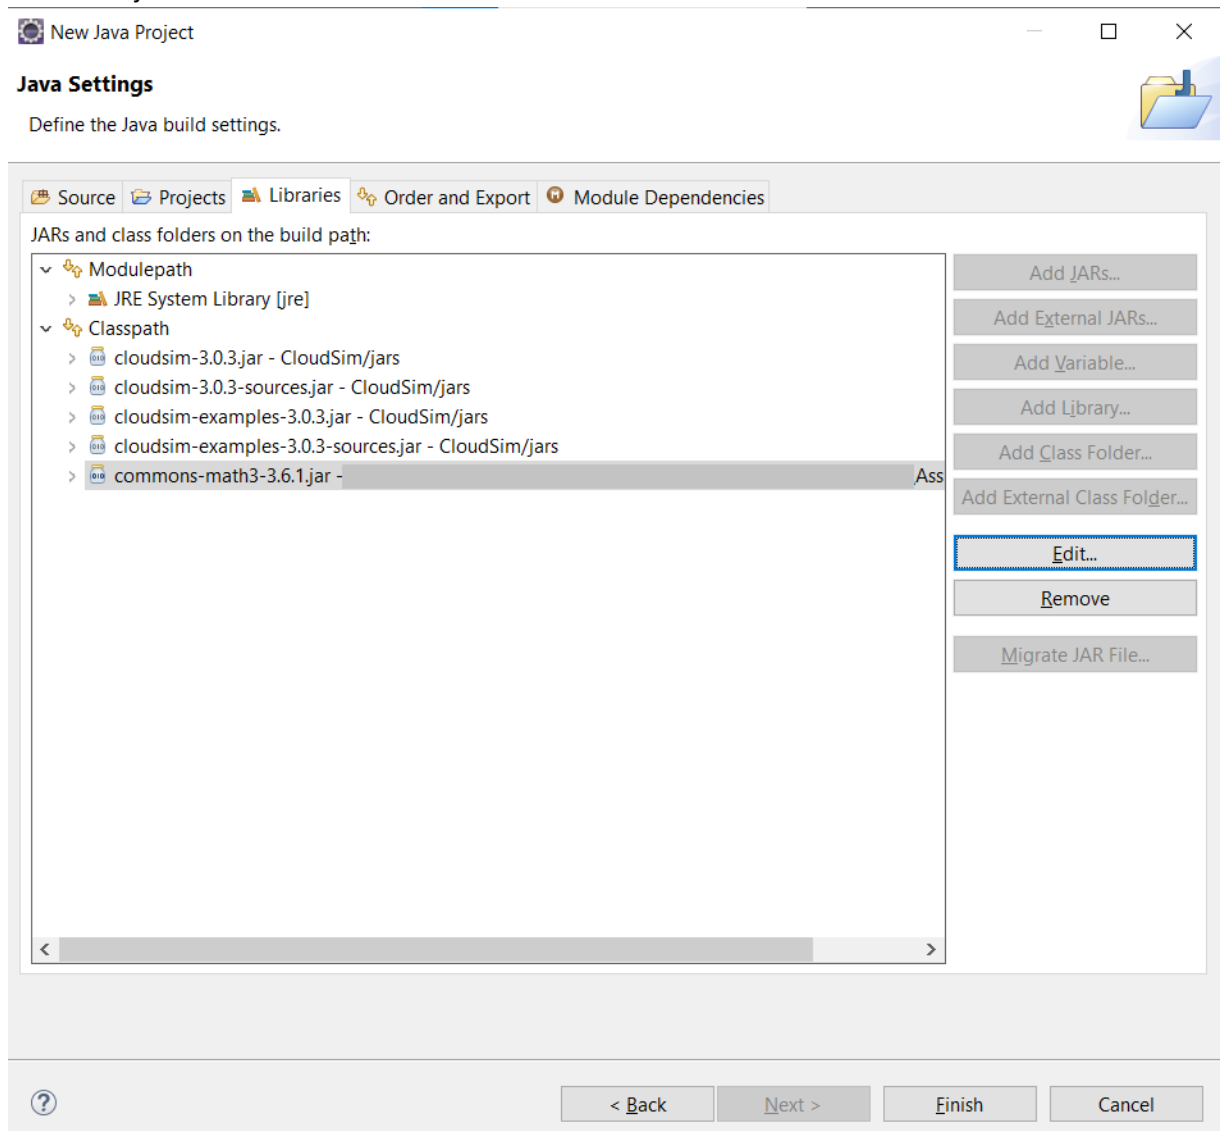 New Java Project
Java Settings
Define the Java build settings.
Source Projects Libraries Order and Export Module Dependencies
JARs and class folders on the build path:
Modulepath
JRE System Library [jre]
Classpath
cloudsim-3.0.3.jar - CloudSim/jars
cloudsim-3.0.3-sources.jar - CloudSim/jars
cloudsim-examples-3.0.3.jar - CloudSim/jars
cloudsim-examples-3.0.3-sources.jar - CloudSim/jars
commons-math3-3.6.1.jar - Ass
Add JARs...
Add External JARs...
Add Variable...
Add Library...
Add Class Folder...
Add External Class Folder...
Edit...
Remove
Migrate JAR File...
< Back Next > Finish Cancel